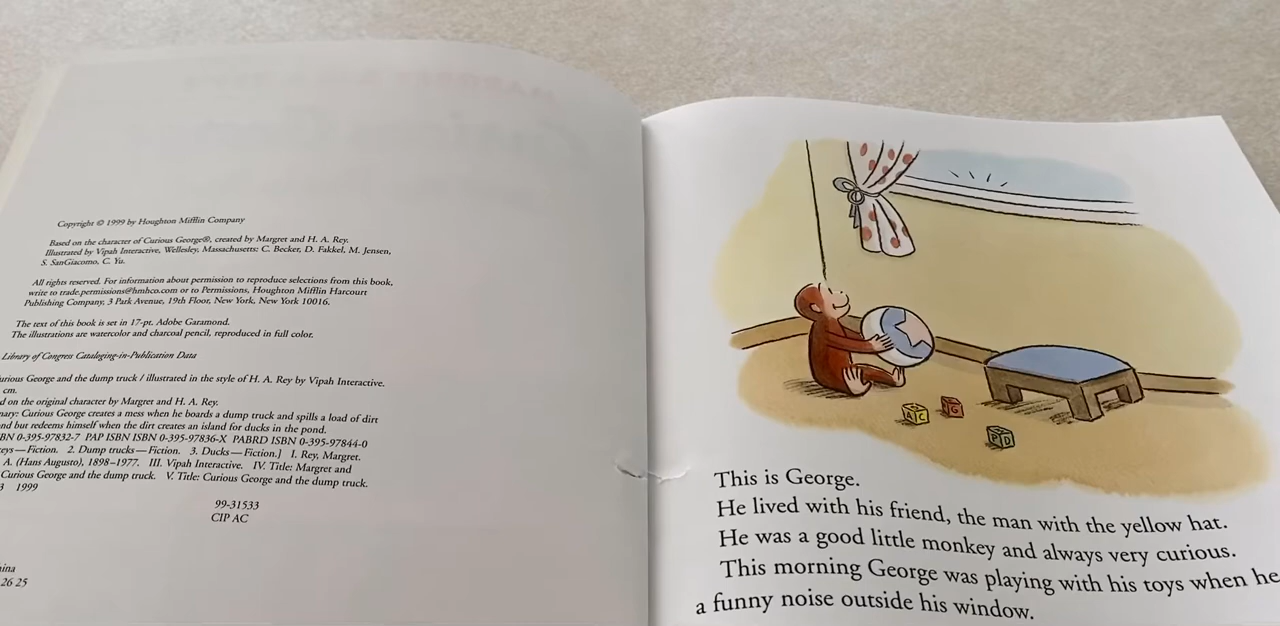 Copyright © 1999 by Houghton Mifflin Company
Based on the character of Curious George®, created by Margret and H. A. Rey.
Illustrated by Vipah Interactive, Wellesley, Massachusetts: C. Becker, D. Fakkel, M. Jensen,
S. SanGiacomo, C. Yu.
All rights reserved. For information about permission to reproduce selections from this book,
write to trade.permissions@hmhco.com or to Permissions, Houghton Mifflin Harcourt
Publishing Company, 3 Park Avenue, 19th Floor, New York, New York 10016.
The text of this book is set in 17-pt. Adobe Garamond.
The illustrations are watercolor and charcoal pencil, reproduced in full color.
Library of Congress Cataloging-in-Publication Data
urious George and the dump truck / illustrated in the style of H. A. Rey by Vipah Interactive.
cm.
d on the original character by Margret and H. A. Rey.
nary: Curious George creates a mess when he boards a dump truck and spills a load of dirt
nd but redeems himself when the dirt creates an island for ducks in the pond.
BN 0-395-97832-7 PAP ISBN ISBN 0-395-97836-X PABRD ISBN 0-395-97844-0
eys—Fiction. 2. Dump trucks—Fiction. 3. Ducks—Fiction.] I. Rey, Margret.
A. (Hans Augusto), 1898–1977. III. Vipah Interactive. IV. Title: Margret and
Curious George and the dump truck. V. Title: Curious George and the dump truck.
3 1999
99-31533
CIP AC
ina
26 25
A C
G
P D
This is George.
He lived with his friend, the man with the yellow hat.
He was a good little monkey and always very curious.
This morning George was playing with his toys when he
a funny noise outside his window.